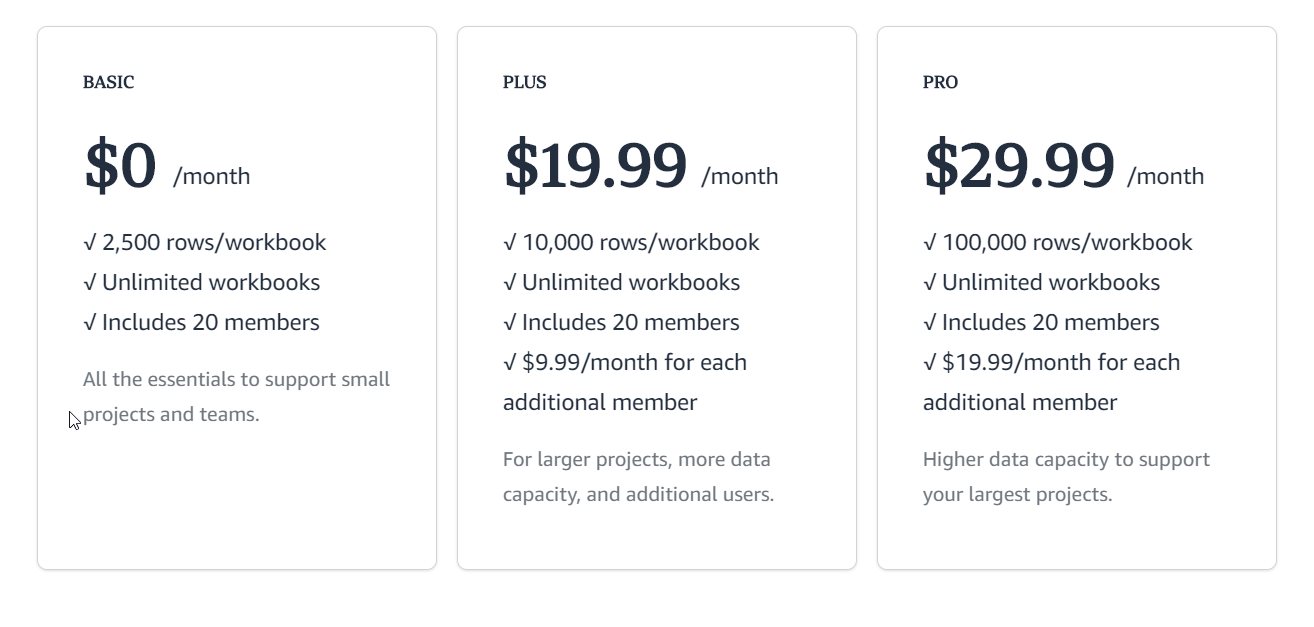 BASIC
$0 /month
√ 2,500 rows/workbook
√ Unlimited workbooks
√ Includes 20 members
All the essentials to support small
projects and teams.
PLUS
$19.99 /month
√ 10,000 rows/workbook
√ Unlimited workbooks
√ Includes 20 members
√ $9.99/month for each
additional member
For larger projects, more data
capacity, and additional users.
PRO
$29.99 /month
√ 100,000 rows/workbook
√ Unlimited workbooks
√ Includes 20 members
√ $19.99/month for each
additional member
Higher data capacity to support
your largest projects.